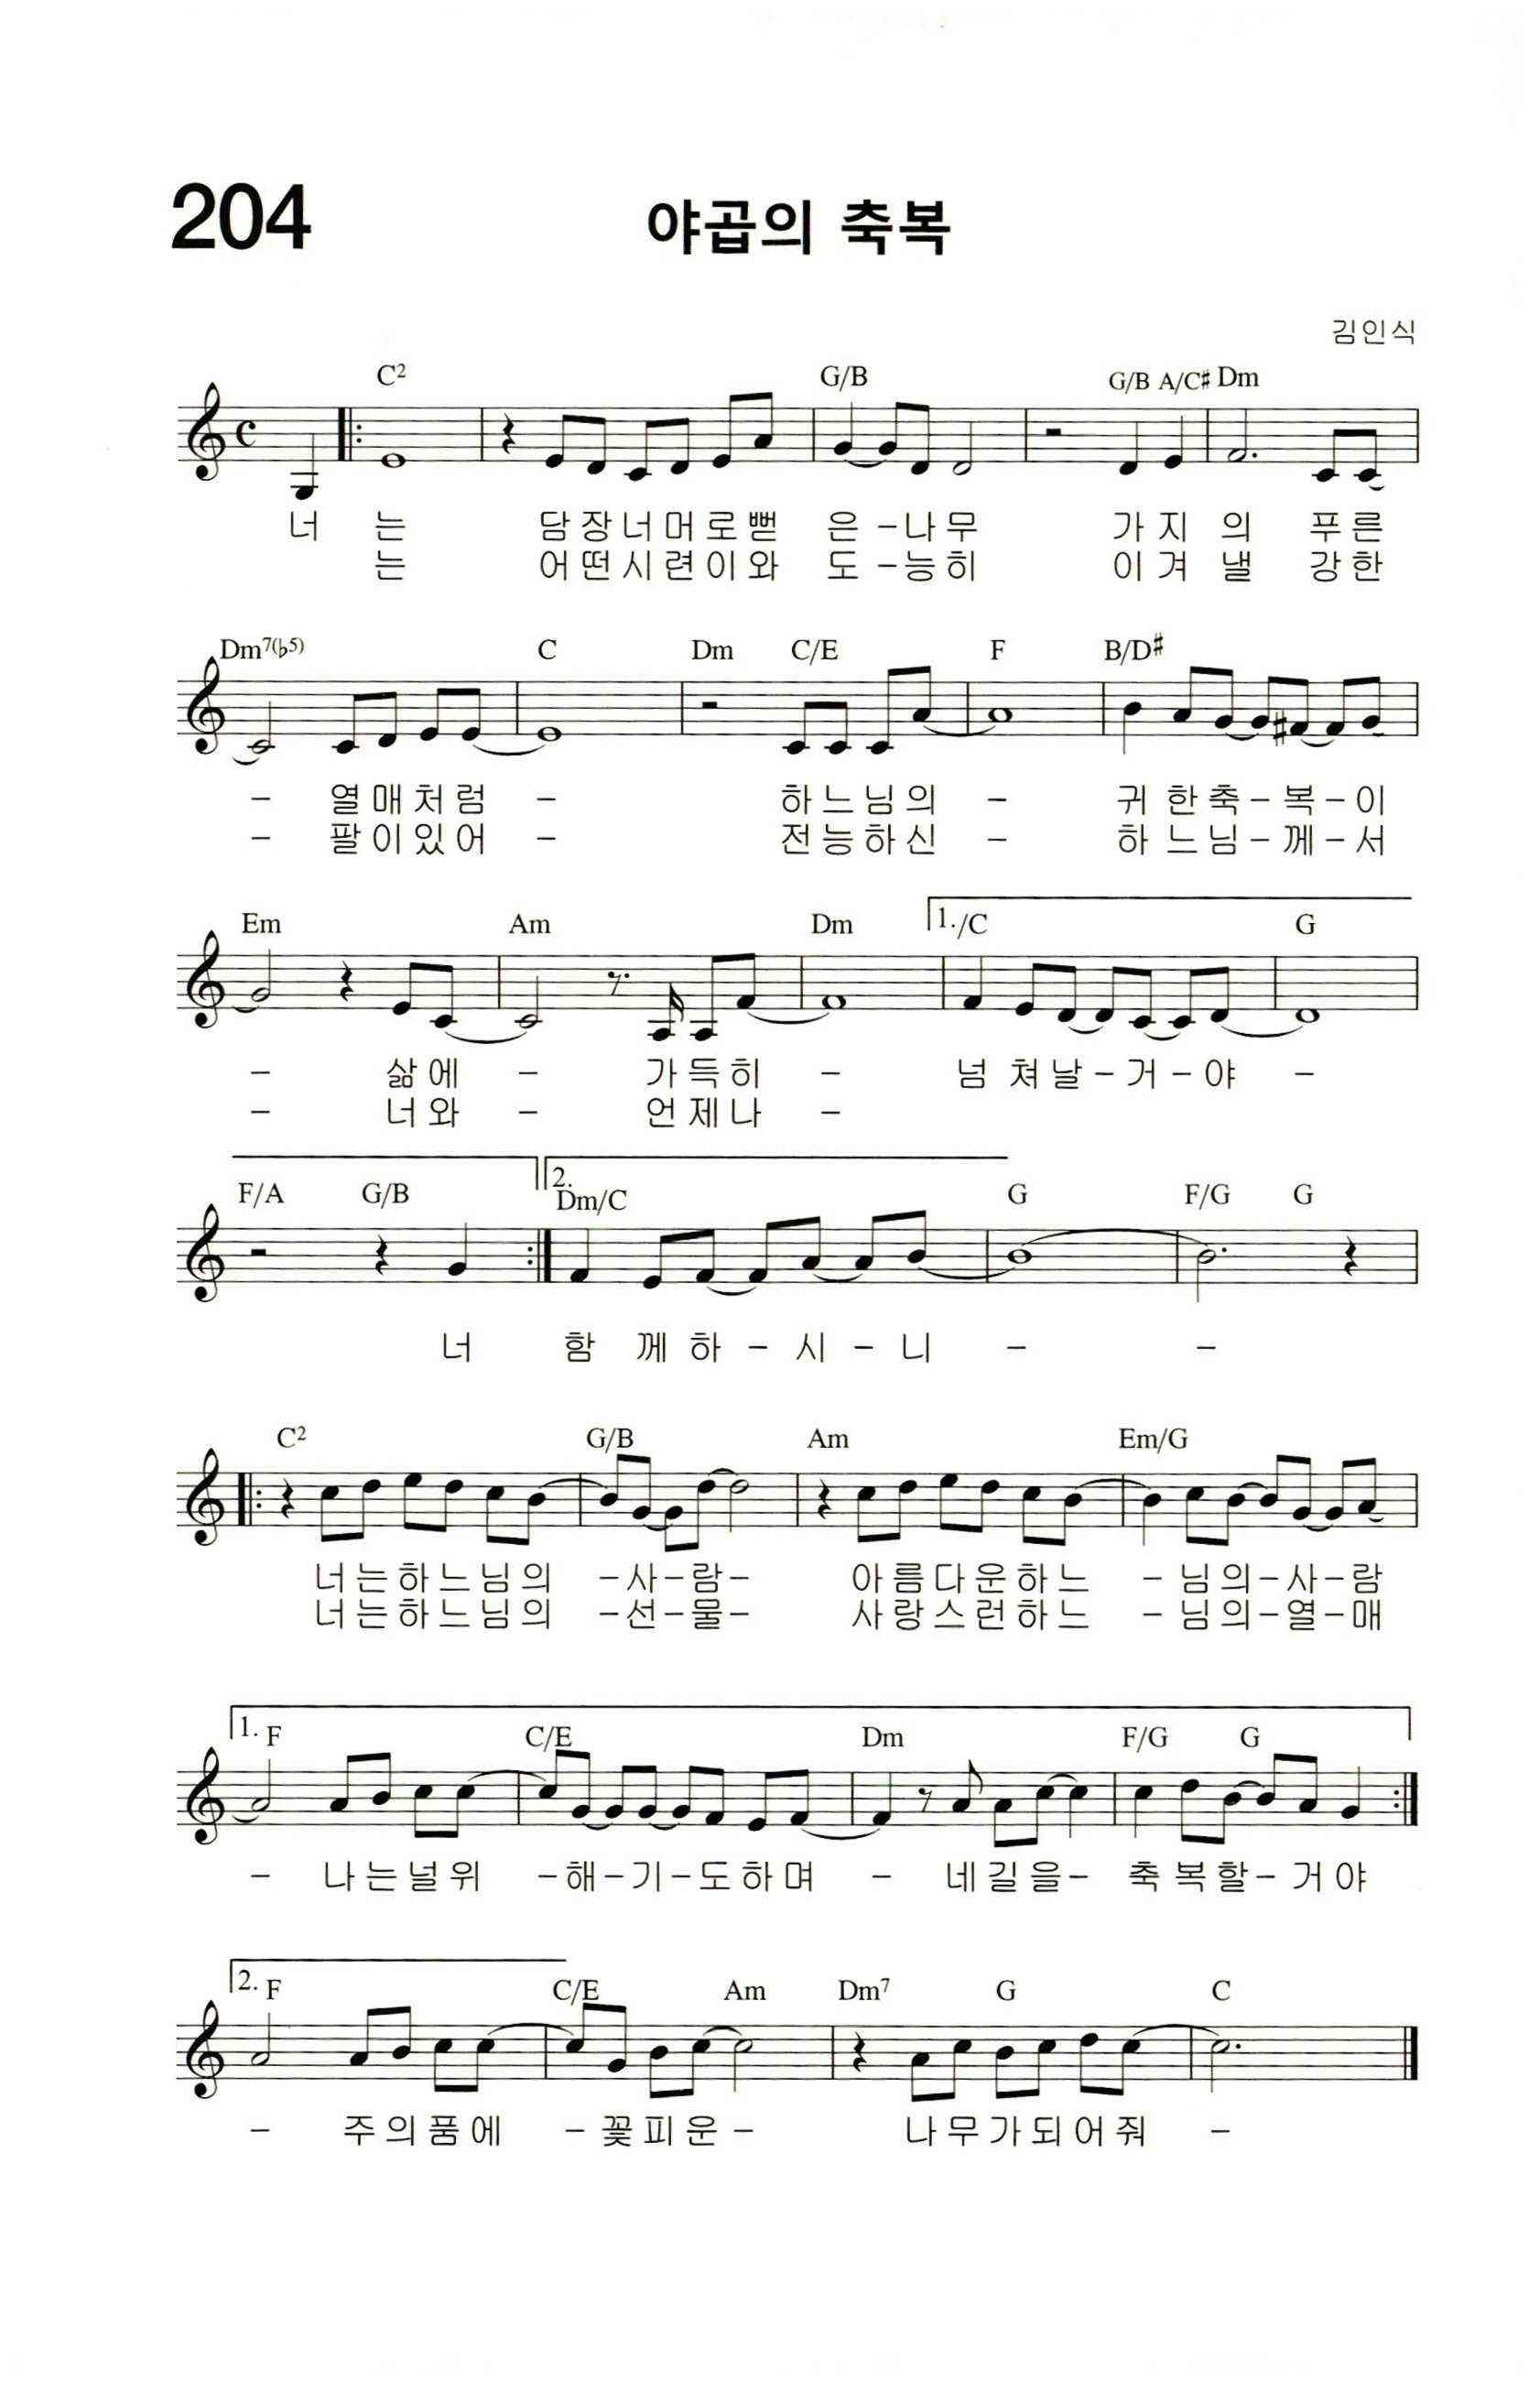 204
야곱의 축복
김인식
C2 G/B G/B A/C♯ Dm
너 는 담장너머로뻗 은-나무 가지 의 푸른
는 어떤시련이와 도-능히 이겨 낼 강한
Dm7(♭5) C Dm C/E F B/D♯
- 열매처럼 - 하느님의 - 귀한축-복-이
- 팔이있어 - 전능하신 - 하느님-께-서
Em Am Dm 1./C G
- 삶에 - 가득히 - 넘쳐날-거-야 -
- 너와 - 언제나 -
F/A G/B 2. Dm/C G F/G G
너 함께하-시-니 - -
C2 G/B Am Em/G
너는하느님의 -사-람- 아름다운하느 -님의-사-람
너는하느님의 -선-물- 사랑스런하느 -님의-열-매
1. F C/E Dm F/G G
- 나는널위 -해-기-도하며 - 네길을- 축복할-거야
2. F C/E Am Dm7 G C
- 주의품에 -꽃피운- 나무가되어줘 -